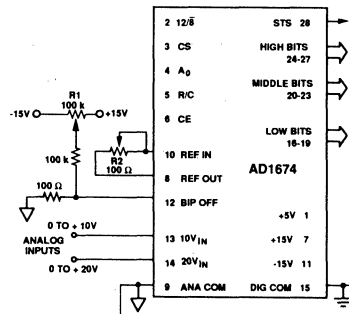 2 12/8̅
STS 28
3 CS
HIGH BITS
24-27
4 A0
MIDDLE BITS
20-23
5 R/C
6 CE
LOW BITS
16-19
R1
100 k
-15V
+15V
100 k
R2
100 Ω
10 REF IN
8 REF OUT
AD1674
100 Ω
12 BIP OFF
+5V 1
0 TO + 10V
13 10VIN
+15V 7
ANALOG
INPUTS
14 20VIN
-15V 11
0 TO + 20V
9 ANA COM
DIG COM 15